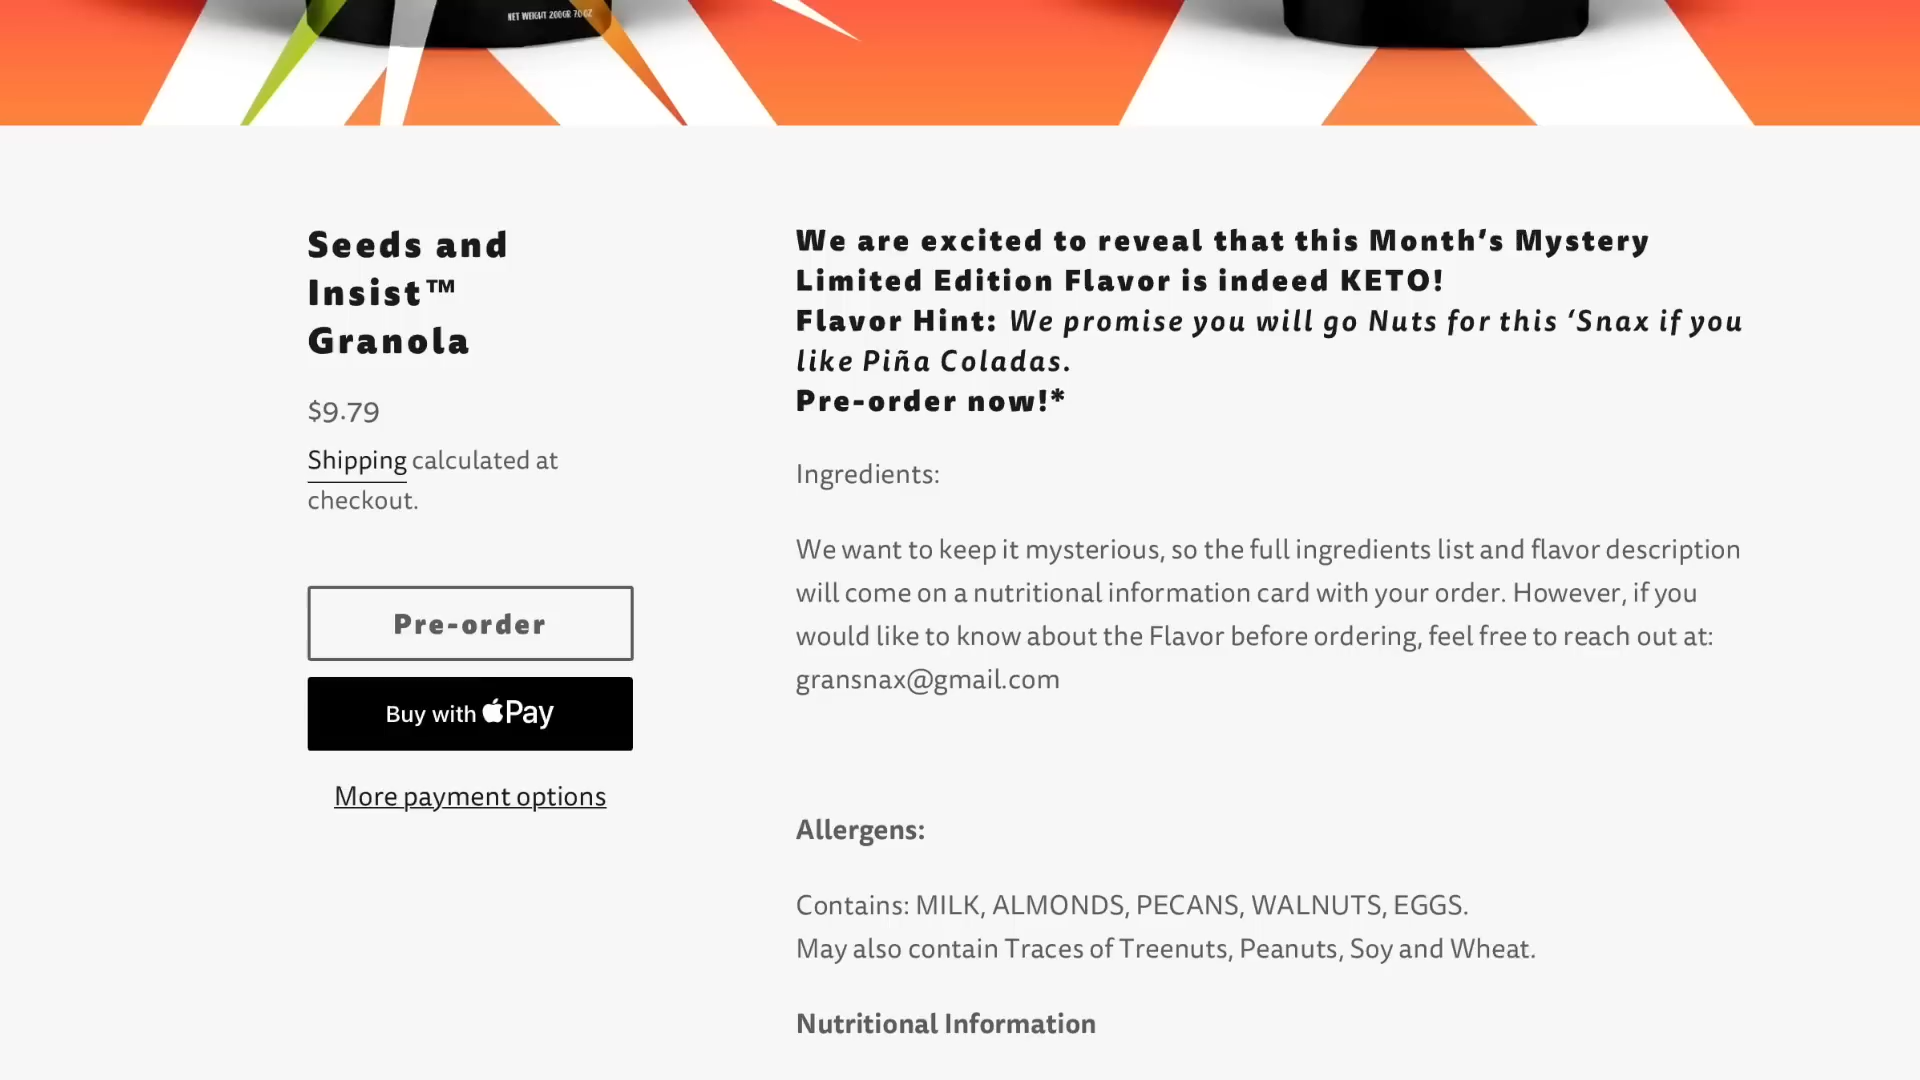 NET WEIGHT 200GR 7.0 OZ
Seeds and
Insist™
Granola
$9.79
Shipping calculated at
checkout.
Pre-order
Buy with Pay
More payment options
We are excited to reveal that this Month’s Mystery
Limited Edition Flavor is indeed KETO!
Flavor Hint: We promise you will go Nuts for this ‘Snax if you
like Piña Coladas.
Pre-order now!*
Ingredients:
We want to keep it mysterious, so the full ingredients list and flavor description
will come on a nutritional information card with your order. However, if you
would like to know about the Flavor before ordering, feel free to reach out at:
gransnax@gmail.com
Allergens:
Contains: MILK, ALMONDS, PECANS, WALNUTS, EGGS.
May also contain Traces of Treenuts, Peanuts, Soy and Wheat.
Nutritional Information